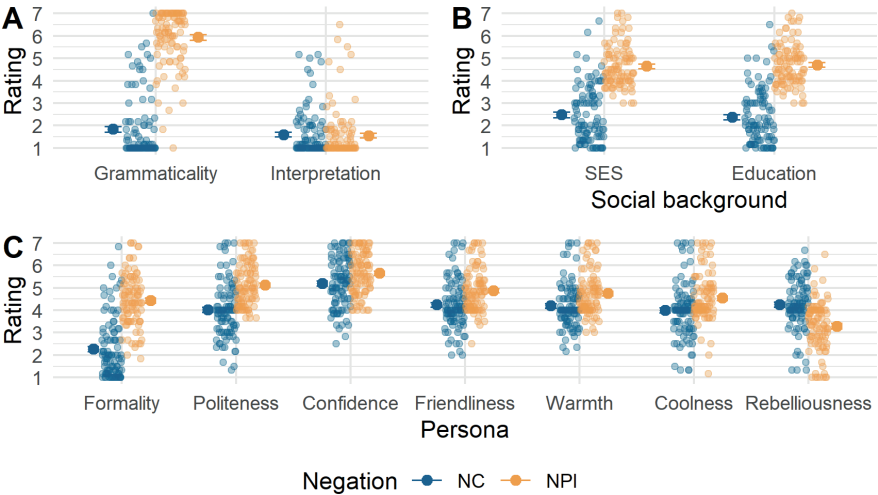 A
Rating
7
6
5
4
3
2
1
Grammaticality Interpretation
B
Rating
7
6
5
4
3
2
1
SES Education
Social background
C
Rating
7
6
5
4
3
2
1
Formality Politeness Confidence Friendliness Warmth Coolness Rebelliousness
Persona
Negation NC NPI